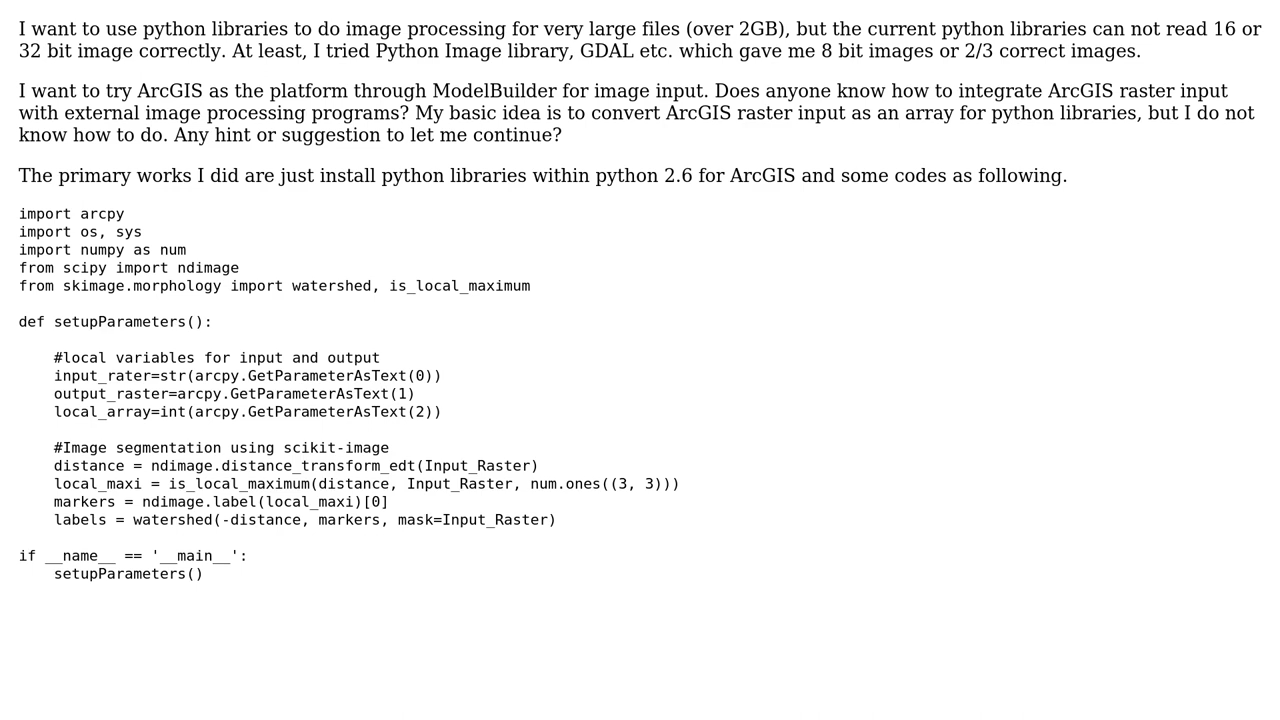 I want to use python libraries to do image processing for very large files (over 2GB), but the current python libraries can not read 16 or
32 bit image correctly. At least, I tried Python Image library, GDAL etc. which gave me 8 bit images or 2/3 correct images.
I want to try ArcGIS as the platform through ModelBuilder for image input. Does anyone know how to integrate ArcGIS raster input
with external image processing programs? My basic idea is to convert ArcGIS raster input as an array for python libraries, but I do not
know how to do. Any hint or suggestion to let me continue?
The primary works I did are just install python libraries within python 2.6 for ArcGIS and some codes as following.
import arcpy
import os, sys
import numpy as num
from scipy import ndimage
from skimage.morphology import watershed, is_local_maximum
def setupParameters():
    #local variables for input and output
    input_rater=str(arcpy.GetParameterAsText(0))
    output_raster=arcpy.GetParameterAsText(1)
    local_array=int(arcpy.GetParameterAsText(2))
    #Image segmentation using scikit-image
    distance = ndimage.distance_transform_edt(Input_Raster)
    local_maxi = is_local_maximum(distance, Input_Raster, num.ones((3, 3)))
    markers = ndimage.label(local_maxi)[0]
    labels = watershed(-distance, markers, mask=Input_Raster)
if __name__ == '__main__':
    setupParameters()